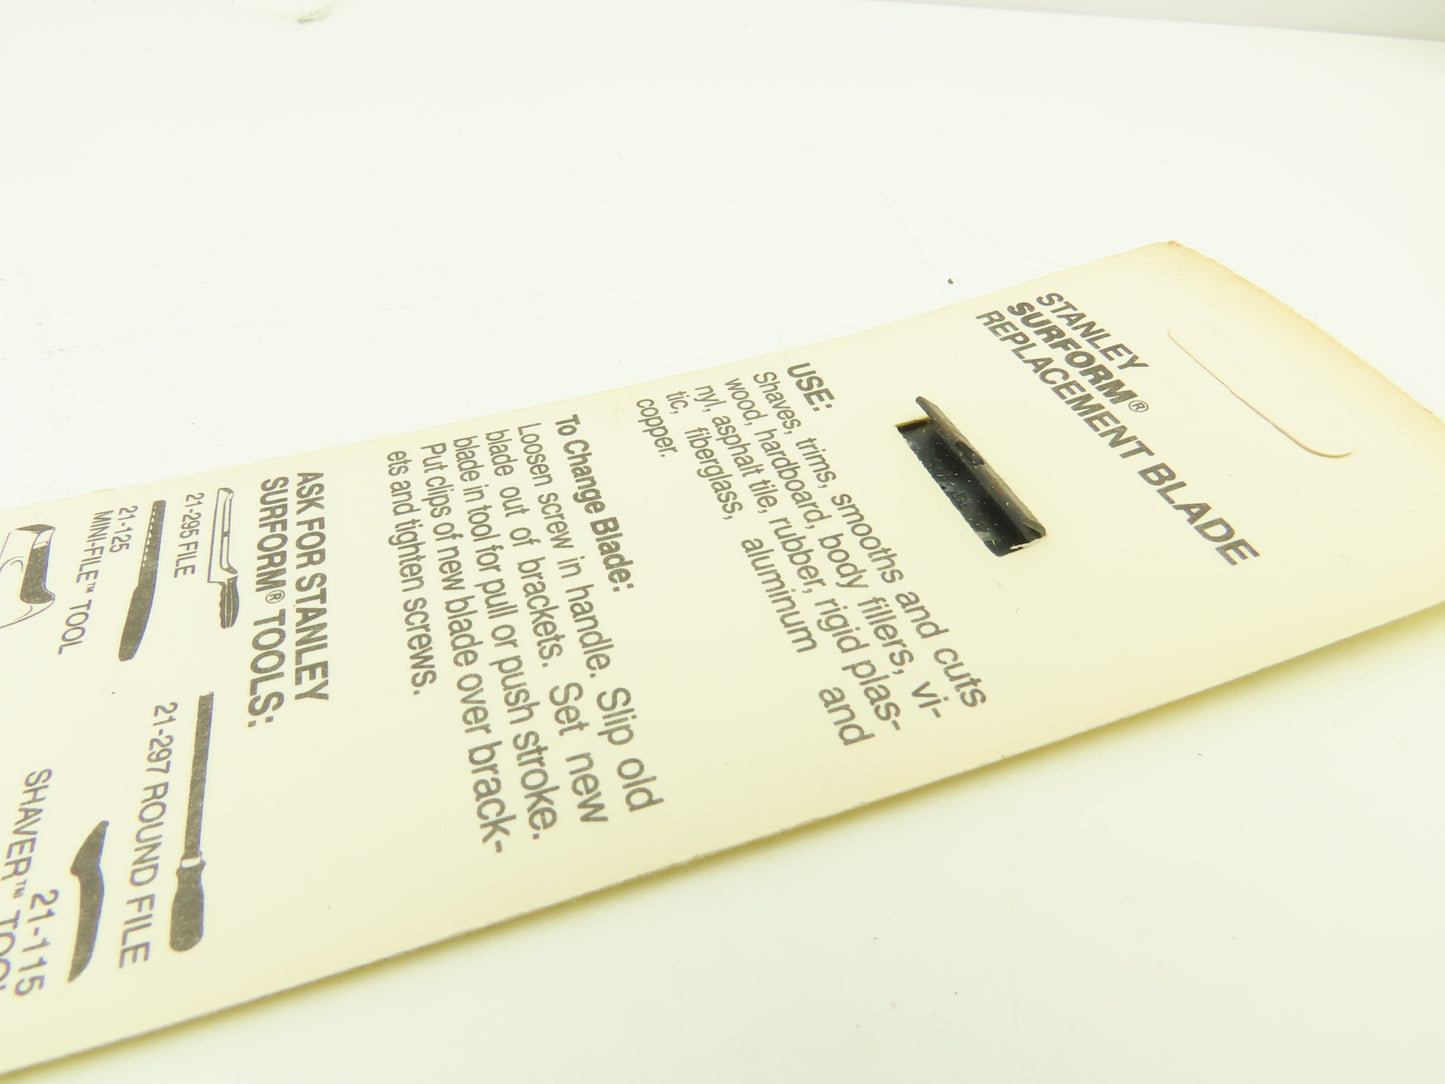 STANLEY
SURFORM®
REPLACEMENT BLADE
USE:
Shaves, trims, smooths and cuts
wood, hardboard, body fillers, vi-
nyl, asphalt tile, rubber, rigid plas-
tic, fiberglass, aluminum and
copper.
To Change Blade:
Loosen screw in handle. Slip old
blade out of brackets. Set new
blade in tool for pull or push stroke.
Put clips of new blade over brack-
ets and tighten screws.
ASK FOR STANLEY
SURFORM® TOOLS:
21-295 FILE
21-125
MINI-FILE™ TOOL
21-297 ROUND FILE
21-115
SHAVER™ TOOL